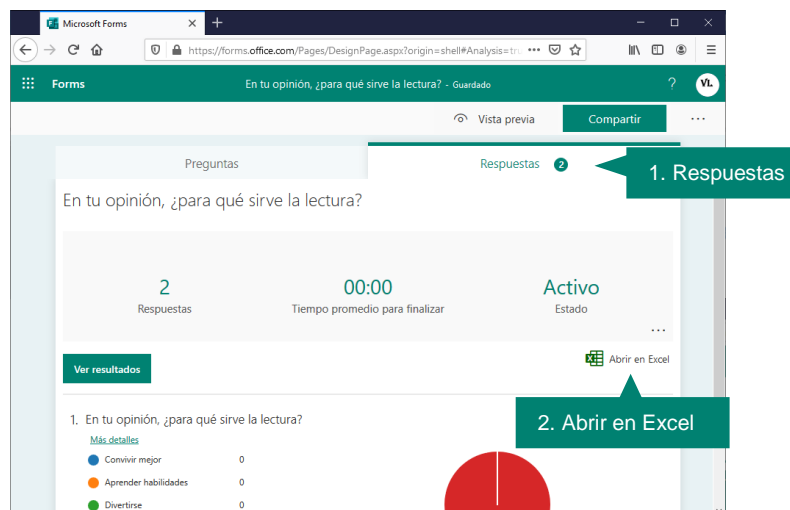 Microsoft Forms
https://forms.office.com/Pages/DesignPage.aspx?origin=shell#Analysis=tru
Forms
En tu opinión, ¿para qué sirve la lectura? - Guardado
?
VL
Vista previa
Compartir
Preguntas
Respuestas 2
1. Respuestas
En tu opinión, ¿para qué sirve la lectura?
2
00:00
Activo
Respuestas
Tiempo promedio para finalizar
Estado
Ver resultados
Abrir en Excel
2. Abrir en Excel
1. En tu opinión, ¿para qué sirve la lectura?
Más detalles
Convivir mejor 0
Aprender habilidades 0
Divertirse 0